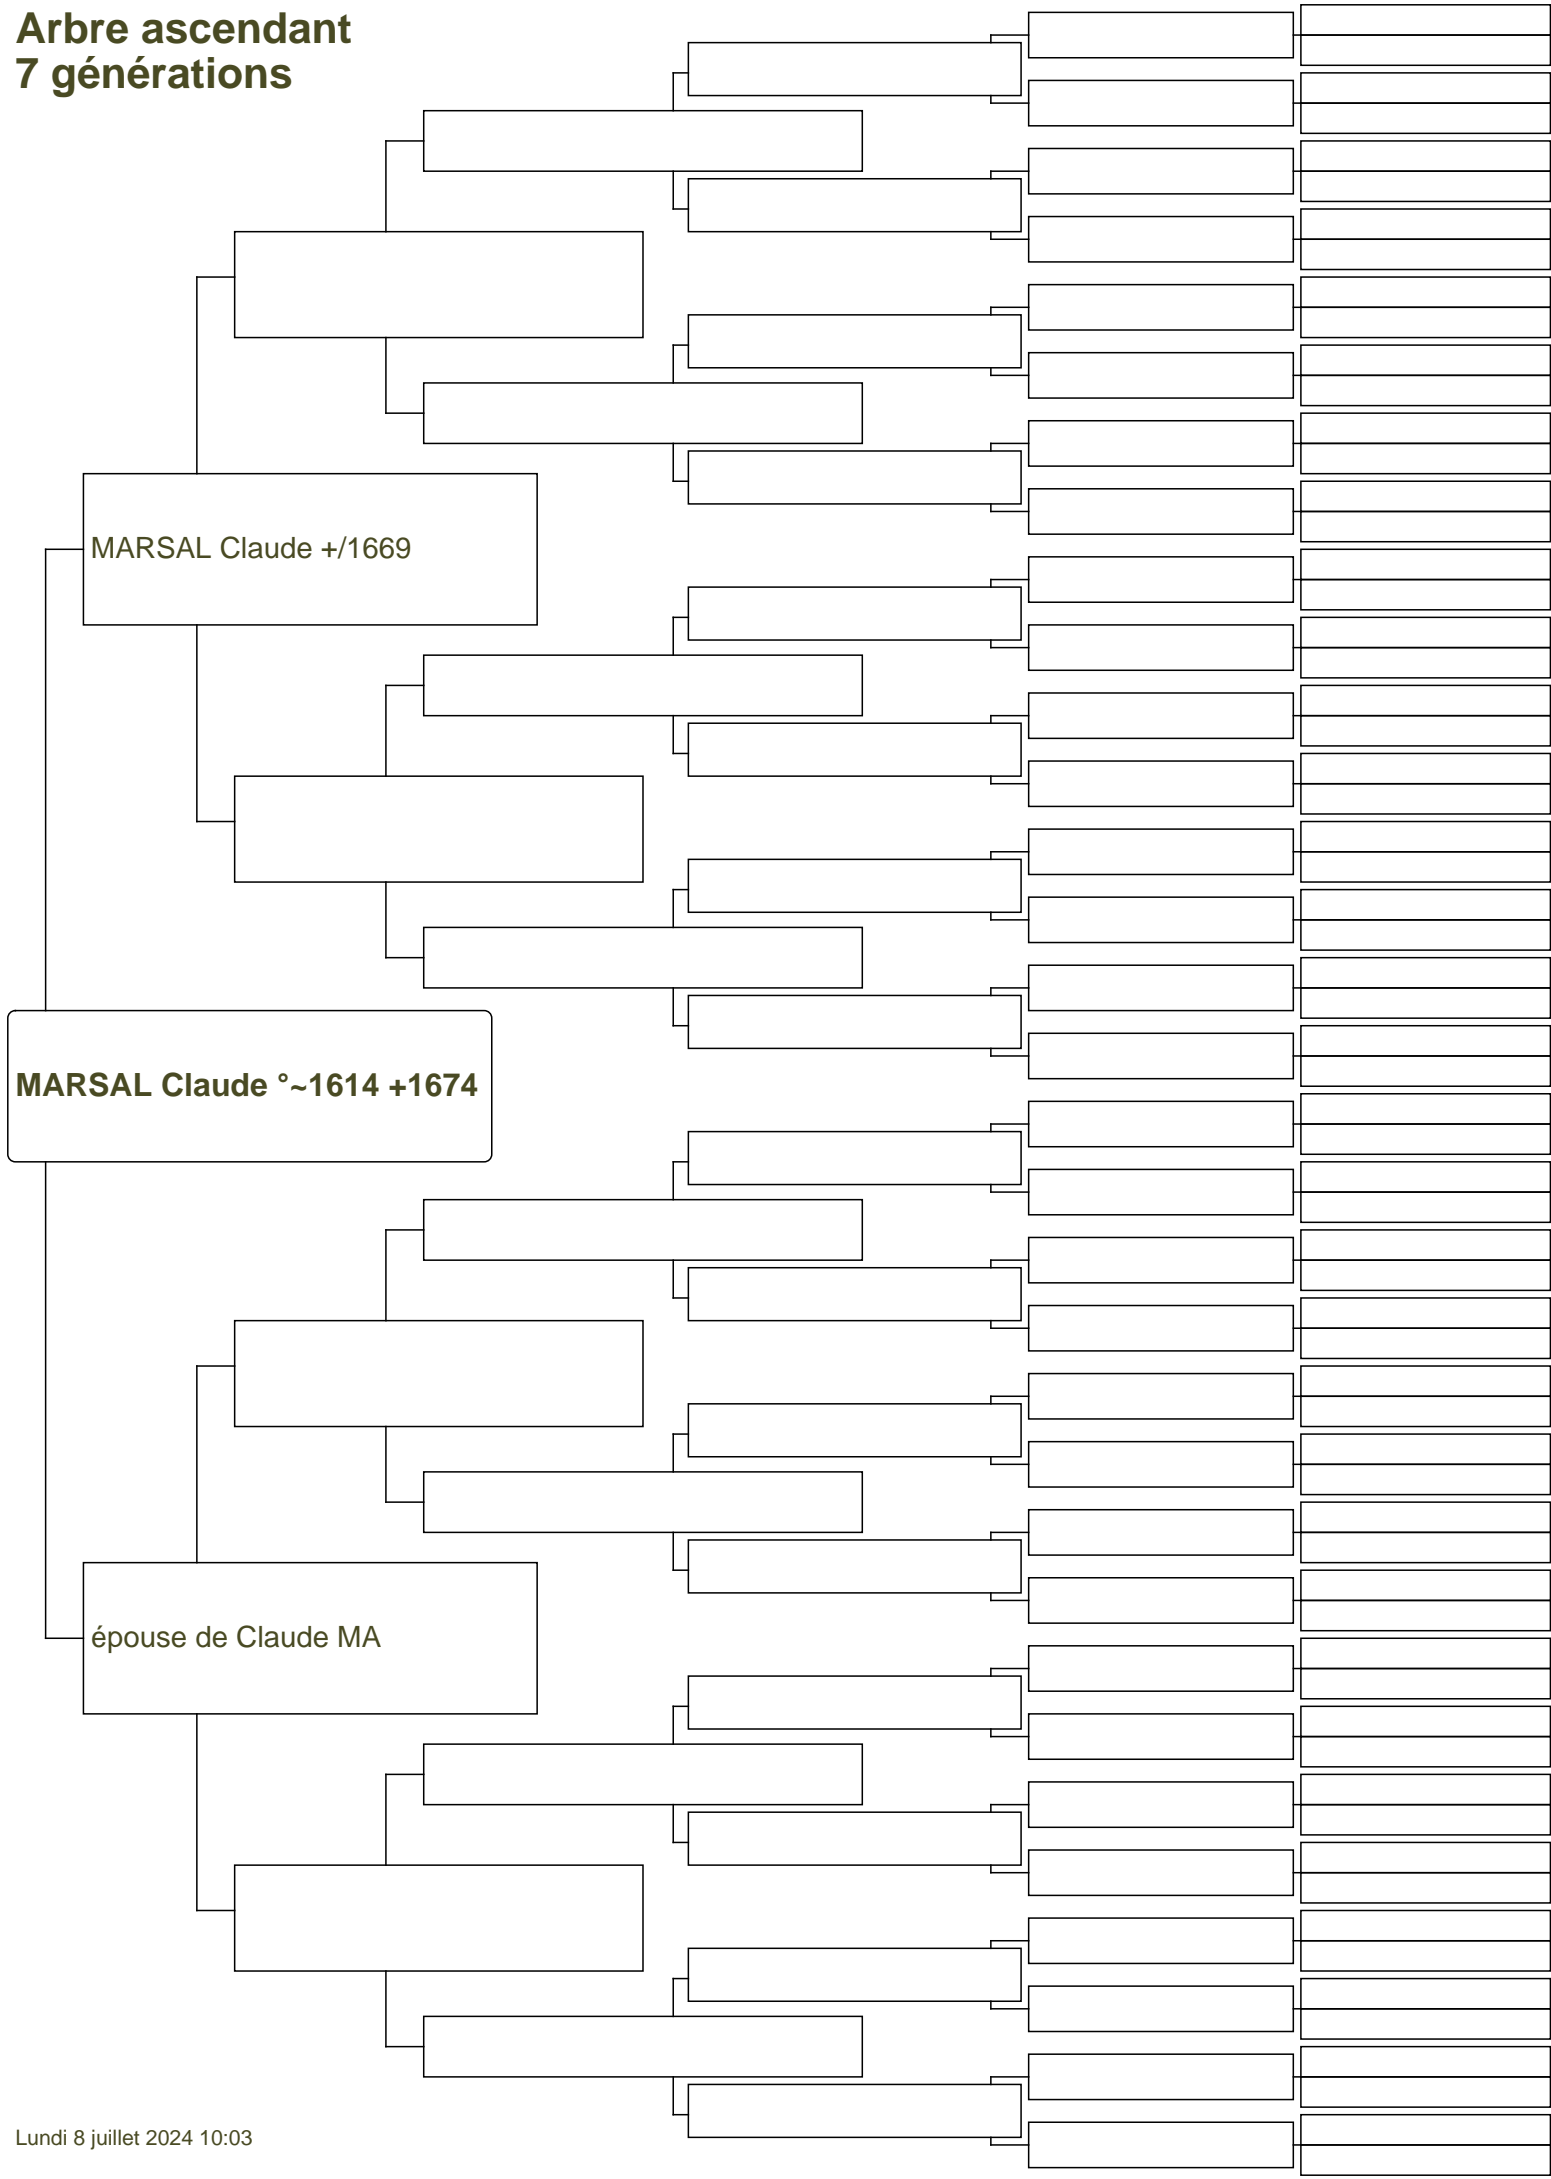 Arbre ascendant
7 générations
MARSAL Claude +/1669
MARSAL Claude °~1614 +1674
épouse de Claude MA
Lundi 8 juillet 2024 10:03